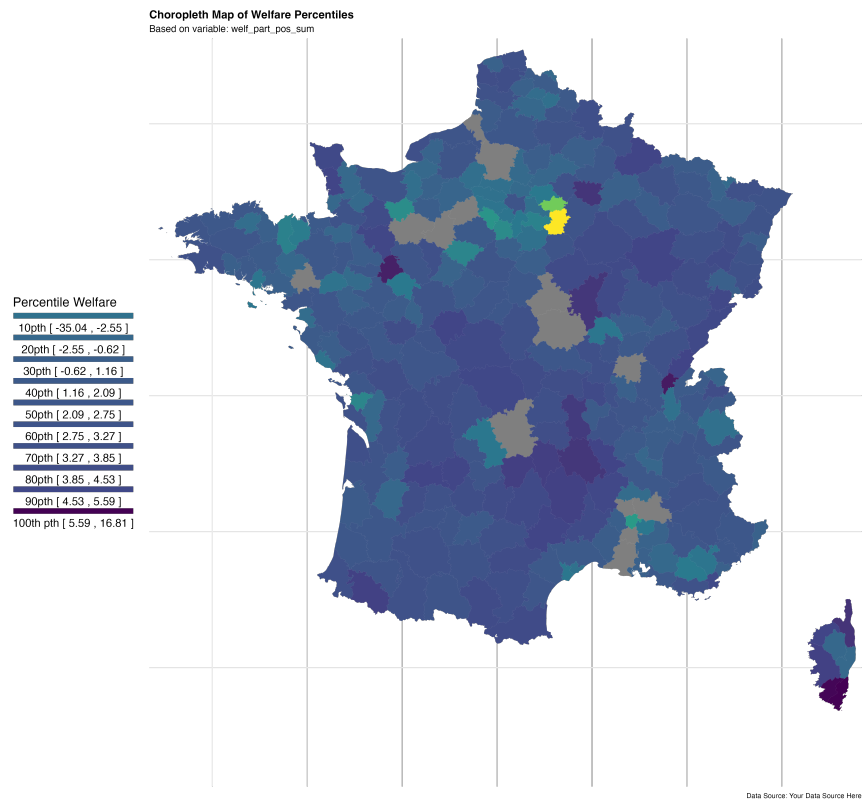 Choropleth Map of Welfare Percentiles
Based on variable: welf_part_pos_sum
Percentile Welfare
10pth [ -35.04 , -2.55 ]
20pth [ -2.55 , -0.62 ]
30pth [ -0.62 , 1.16 ]
40pth [ 1.16 , 2.09 ]
50pth [ 2.09 , 2.75 ]
60pth [ 2.75 , 3.27 ]
70pth [ 3.27 , 3.85 ]
80pth [ 3.85 , 4.53 ]
90pth [ 4.53 , 5.59 ]
100th pth [ 5.59 , 16.81 ]
Data Source: Your Data Source Here